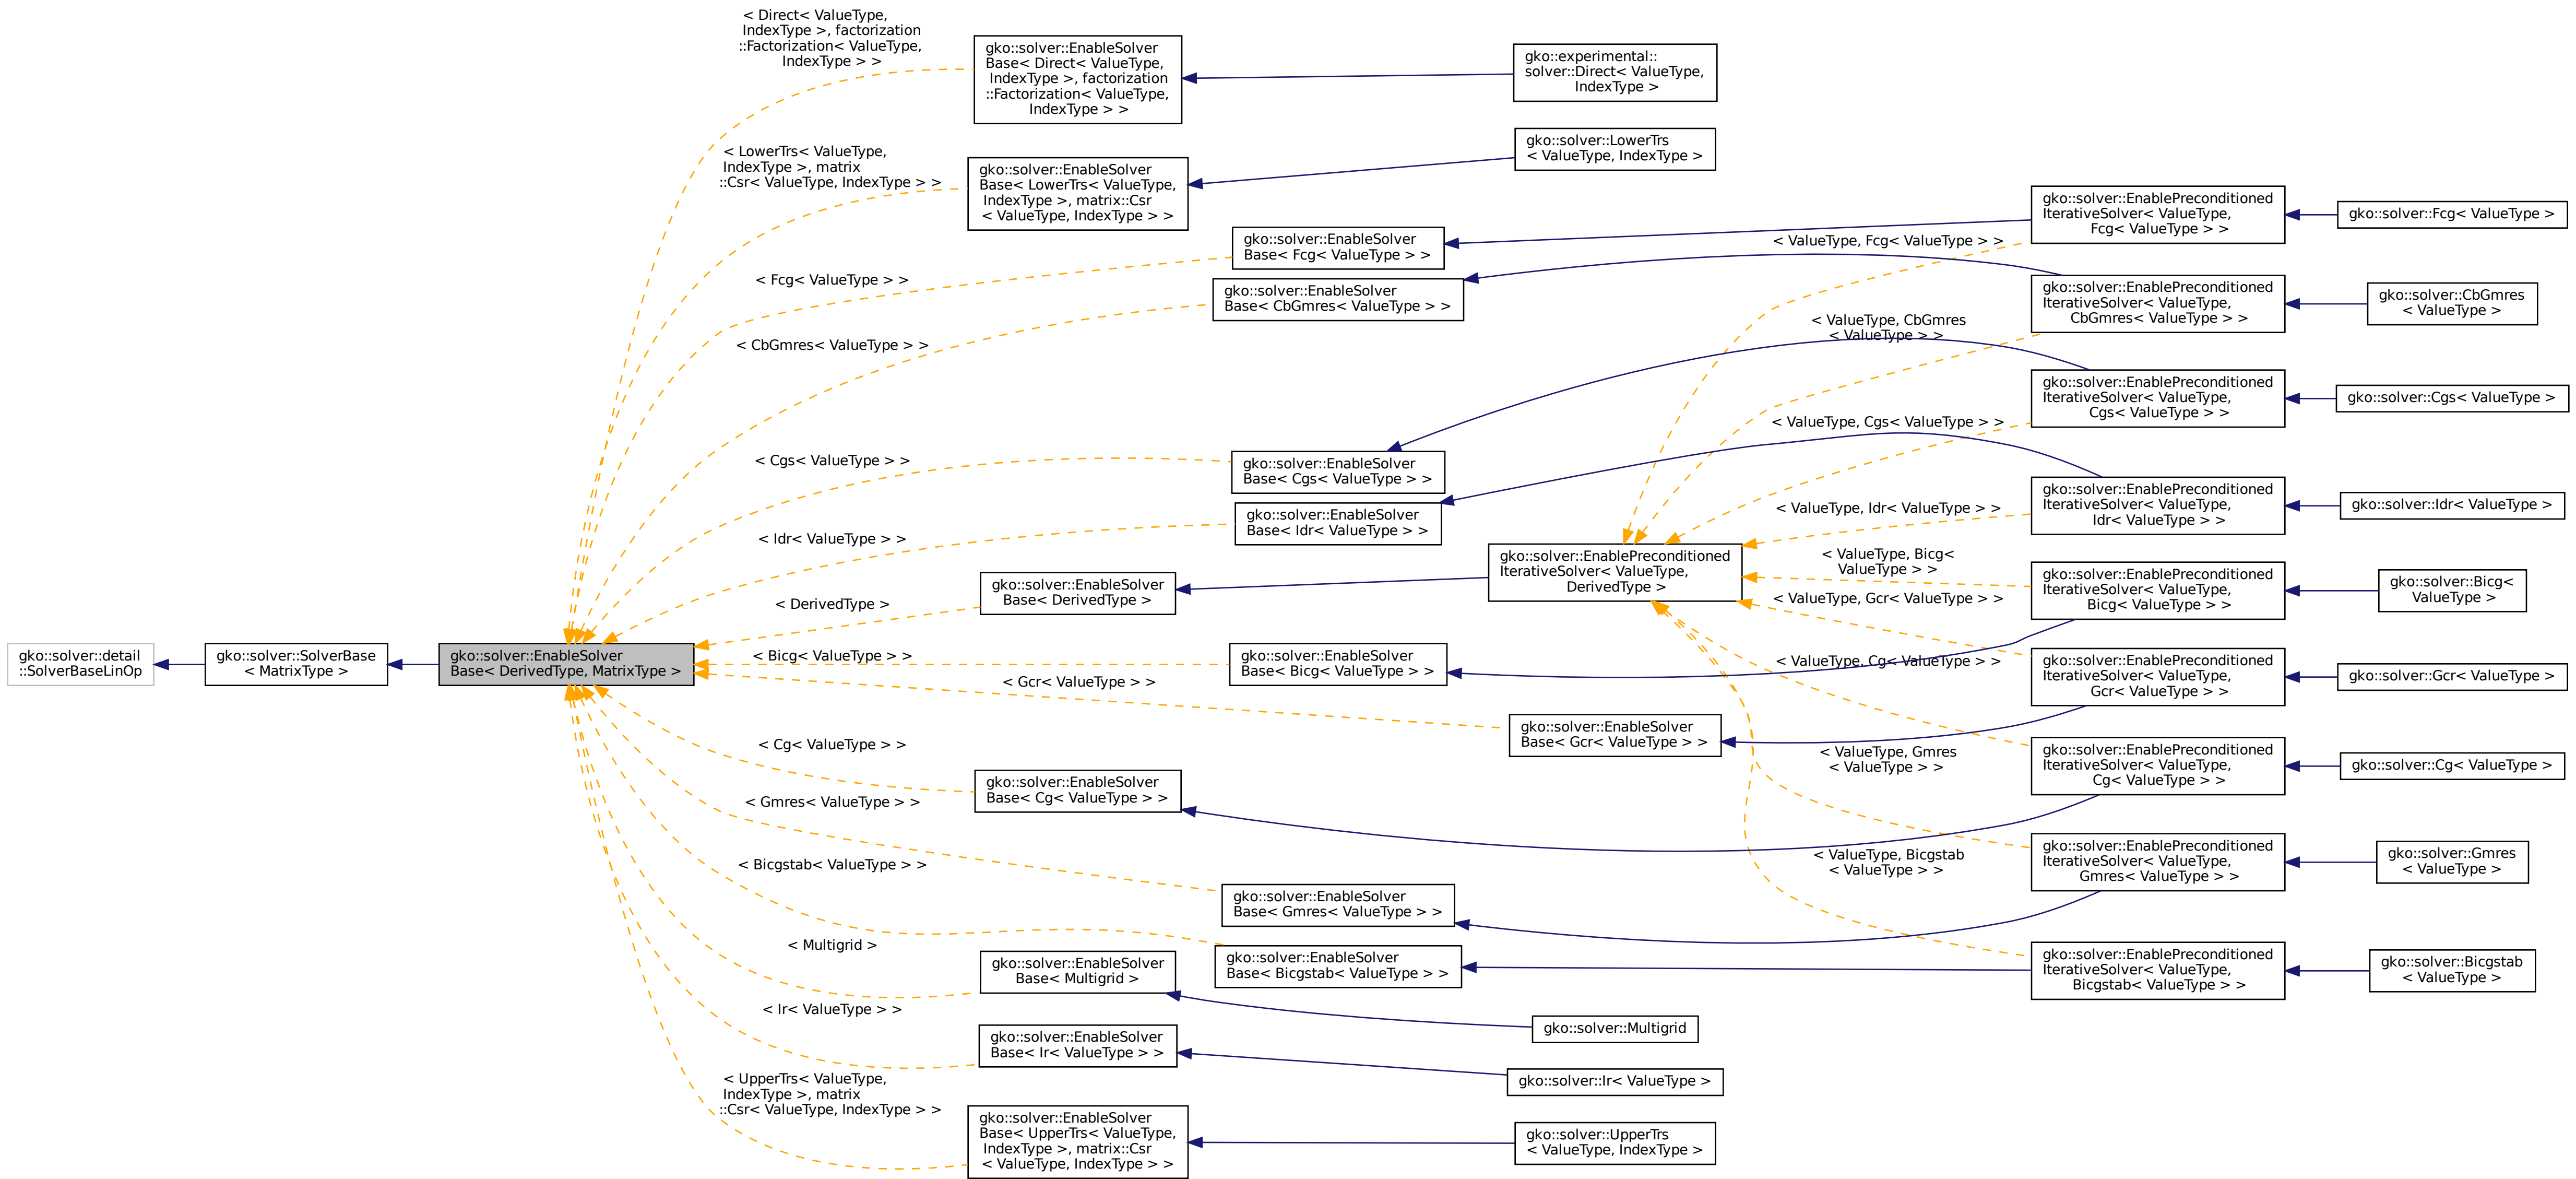 gko::solver::detail
::SolverBaseLinOp
gko::solver::SolverBase
< MatrixType >
gko::solver::EnableSolver
Base< DerivedType, MatrixType >
< Direct< ValueType,
IndexType >, factorization
::Factorization< ValueType,
IndexType > >
< LowerTrs< ValueType,
IndexType >, matrix
::Csr< ValueType, IndexType > >
< Fcg< ValueType > >
< CbGmres< ValueType > >
< Cgs< ValueType > >
< Idr< ValueType > >
< DerivedType >
< Bicg< ValueType > >
< Gcr< ValueType > >
< Cg< ValueType > >
< Gmres< ValueType > >
< Bicgstab< ValueType > >
< Multigrid >
< Ir< ValueType > >
< UpperTrs< ValueType,
IndexType >, matrix
::Csr< ValueType, IndexType > >
gko::solver::EnableSolver
Base< Direct< ValueType,
IndexType >, factorization
::Factorization< ValueType,
IndexType > >
gko::solver::EnableSolver
Base< LowerTrs< ValueType,
IndexType >, matrix::Csr
< ValueType, IndexType > >
gko::solver::EnableSolver
Base< Fcg< ValueType > >
gko::solver::EnableSolver
Base< CbGmres< ValueType > >
gko::solver::EnableSolver
Base< Cgs< ValueType > >
gko::solver::EnableSolver
Base< Idr< ValueType > >
gko::solver::EnableSolver
Base< DerivedType >
gko::solver::EnableSolver
Base< Bicg< ValueType > >
gko::solver::EnableSolver
Base< Gcr< ValueType > >
gko::solver::EnableSolver
Base< Cg< ValueType > >
gko::solver::EnableSolver
Base< Gmres< ValueType > >
gko::solver::EnableSolver
Base< Bicgstab< ValueType > >
gko::solver::EnableSolver
Base< Multigrid >
gko::solver::EnableSolver
Base< Ir< ValueType > >
gko::solver::EnableSolver
Base< UpperTrs< ValueType,
IndexType >, matrix::Csr
< ValueType, IndexType > >
gko::experimental::
solver::Direct< ValueType,
IndexType >
gko::solver::LowerTrs
< ValueType, IndexType >
gko::solver::EnablePreconditioned
IterativeSolver< ValueType,
DerivedType >
gko::solver::Multigrid
gko::solver::Ir< ValueType >
gko::solver::UpperTrs
< ValueType, IndexType >
< ValueType, Fcg< ValueType > >
< ValueType, CbGmres
< ValueType > >
< ValueType, Cgs< ValueType > >
< ValueType, Idr< ValueType > >
< ValueType, Bicg<
ValueType > >
< ValueType, Gcr< ValueType > >
< ValueType, Cg< ValueType > >
< ValueType, Gmres
< ValueType > >
< ValueType, Bicgstab
< ValueType > >
gko::solver::EnablePreconditioned
IterativeSolver< ValueType,
Fcg< ValueType > >
gko::solver::EnablePreconditioned
IterativeSolver< ValueType,
CbGmres< ValueType > >
gko::solver::EnablePreconditioned
IterativeSolver< ValueType,
Cgs< ValueType > >
gko::solver::EnablePreconditioned
IterativeSolver< ValueType,
Idr< ValueType > >
gko::solver::EnablePreconditioned
IterativeSolver< ValueType,
Bicg< ValueType > >
gko::solver::EnablePreconditioned
IterativeSolver< ValueType,
Gcr< ValueType > >
gko::solver::EnablePreconditioned
IterativeSolver< ValueType,
Cg< ValueType > >
gko::solver::EnablePreconditioned
IterativeSolver< ValueType,
Gmres< ValueType > >
gko::solver::EnablePreconditioned
IterativeSolver< ValueType,
Bicgstab< ValueType > >
gko::solver::Fcg< ValueType >
gko::solver::CbGmres
< ValueType >
gko::solver::Cgs< ValueType >
gko::solver::Idr< ValueType >
gko::solver::Bicg<
ValueType >
gko::solver::Gcr< ValueType >
gko::solver::Cg< ValueType >
gko::solver::Gmres
< ValueType >
gko::solver::Bicgstab
< ValueType >